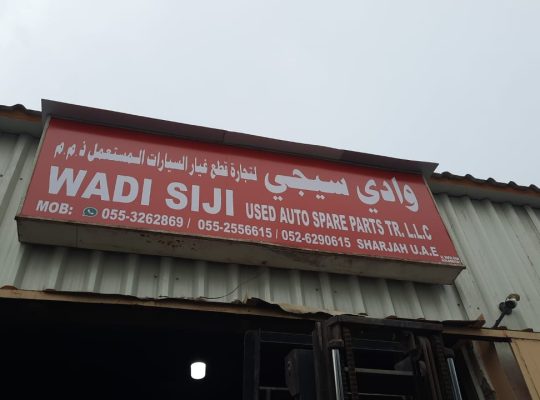 وادي سيجي لتجارة قطع غيار السيارات المستعمل ذ.م.م
WADI SIJI USED AUTO SPARE PARTS TR. L.L.C
MOB: 055-3262869 / 055-2556615 / 052-6290615 SHARJAH U.A.E